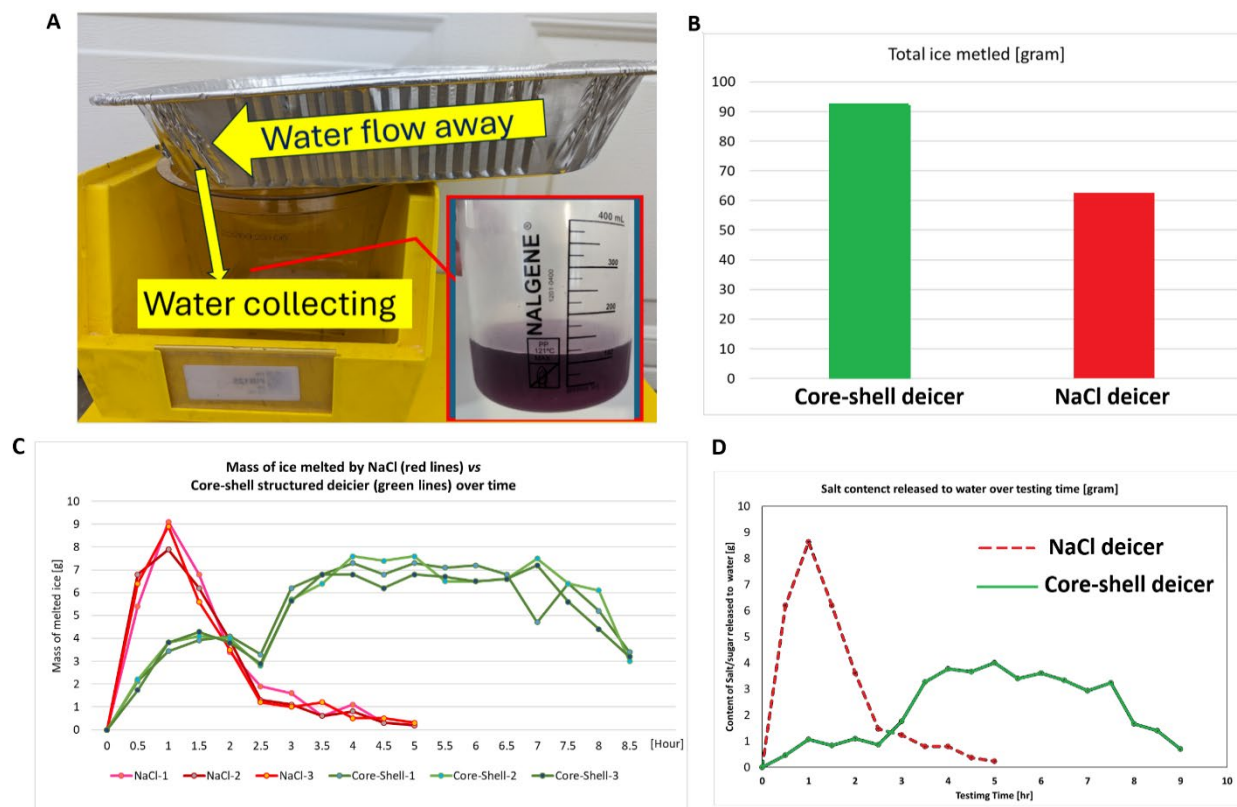 A
Water flow away
Water collecting
400 mL
300
200
NALGENE®
1201-0400
PP
121°C
MAX
B
Total ice metled [gram]
100
90
80
70
60
50
40
30
20
10
0
Core-shell deicer
NaCl deicer
C
Mass of ice melted by NaCl (red lines) vs
Core-shell structured deicier (green lines) over time
Mass of melted ice [g]
10
9
8
7
6
5
4
3
2
1
0
0 0.5 1 1.5 2 2.5 3 3.5 4 4.5 5 5.5 6 6.5 7 7.5 8 8.5
[Hour]
NaCl-1 NaCl-2 NaCl-3 Core-Shell-1 Core-Shell-2 Core-Shell-3
D
Salt contenct released to water over testing time [gram]
Content of Salt/sugar released to water [g]
10
9
8
7
6
5
4
3
2
1
0
NaCl deicer
Core-shell deicer
0 1 2 3 4 5 6 7 8 9 10
Testimg Time [hr]